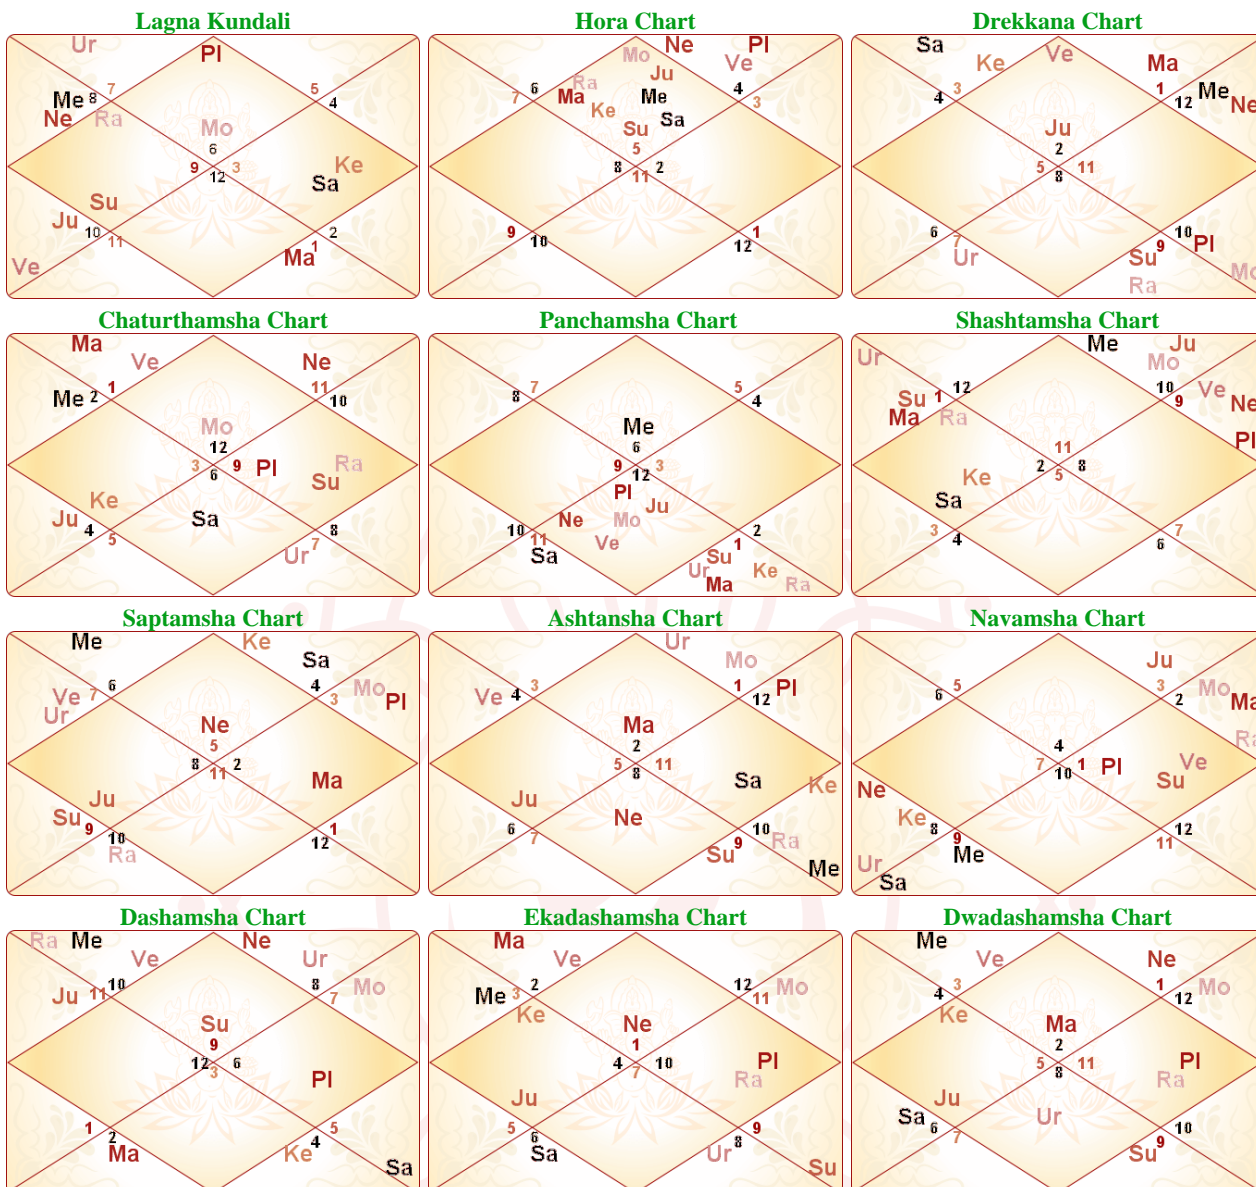 Lagna Kundali Hora Chart Drekkana Chart
Ur Pl
7 5
Me 8 4
Ne Ra Mo
6
9 3 Ke
12 Sa
Su
Ju 10 2
11 1
Ve Ma
Ne Pl
Mo Ve
6 Ra Ju 4
7 Ma Me 3
Ke Sa
Su
5
8 2
11
9 1
10 12
Sa Ve
Ke Ma
3 1 Me
4 12 Ne
Ju
2
5 11
8
6 10
7 9 Pl
Ur Su Mo
Ra
Chaturthamsha Chart Panchamsha Chart Shashtamsha Chart
Ma
Ve Ne
1 11
Me 2 10
Mo
12
3 9 Pl Ra
6 Su
Ke
Ju 4 Sa 8
5 7
Ur
7 5
8 4
Me
6
9 3
12
Pl Ju
Ne Mo
10 2
11 Ve 1
Sa Su
Ur Ke
Ma Ra
Me Ju
Ur Mo
12 10 Ve
Su 1 9 Ne
Ma Ra
11 Pl
2 8
5
Ke
Sa
3 7
4 6
Saptamsha Chart Ashtansha Chart Navamsha Chart
Me Ke
Sa
6 4 Mo
Ve 7 3 Pl
Ur Ne
5
8 2
11 Ma
Ju
Su 9 1
10 12
Ra
Ur
Mo
3 1 Pl
Ve 4 12
Ma
2
5 11
8 Sa Ke
Ju Ne
6 10
7 9 Ra
Su Me
Ju
5 3 Mo
6 2 Ma
Ra
4
7 1 Pl Ve
10 Su
Ne
Ke 8 12
9 11
Me
Ur
Sa
Dashamsha Chart Ekadashamsha Chart Dwadashamsha Chart
Ra Me Ne
Ve Ur
10 8 Mo
Ju 11 7
Su
9
12 6
3 Pl
1 5
2 4
Ma Ke
Sa
Ma
Ve
2 12 Mo
Me 3 11
Ke Ne
1
4 10 Pl
7 Ra
Ju
5 9
6 8
Sa Ur
Su
Me
Ve Ne
3 1 Mo
4 12
Ke Ma
2
5 11 Pl
8 Ra
Ju
Sa Ur
6 10
7 9
Su